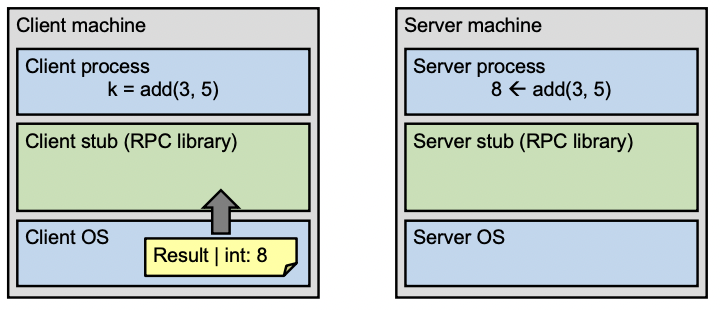 Client machine
Client process
k = add(3, 5)
Client stub (RPC library)
Client OS
Result | int: 8
Server machine
Server process
8 ← add(3, 5)
Server stub (RPC library)
Server OS